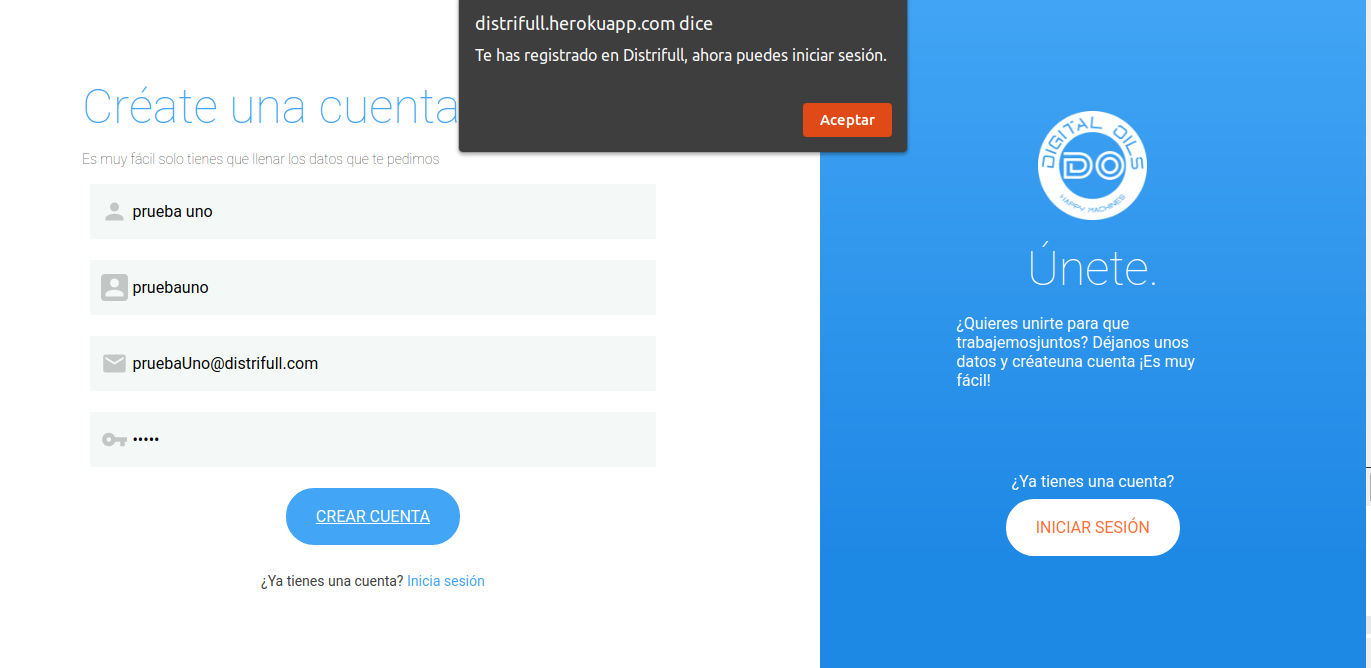 distrifull.herokuapp.com dice
Te has registrado en Distrifull, ahora puedes iniciar sesión.
Aceptar
Créate una cuenta
Es muy fácil solo tienes que llenar los datos que te pedimos
prueba uno
pruebauno
pruebaUno@distrifull.com
•••••
CREAR CUENTA
¿Ya tienes una cuenta? Inicia sesión
DIGITAL OILS
DO
HAPPY MACHINES
Únete.
¿Quieres unirte para que
trabajemosjuntos? Déjanos unos
datos y créateuna cuenta ¡Es muy
fácil!
¿Ya tienes una cuenta?
INICIAR SESIÓN